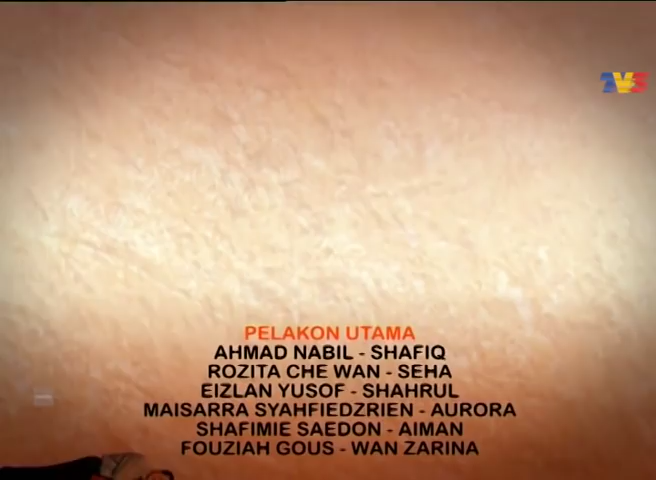 TV3
PELAKON UTAMA
AHMAD NABIL - SHAFIQ
ROZITA CHE WAN - SEHA
EIZLAN YUSOF - SHAHRUL
MAISARRA SYAHFIEDZRIEN - AURORA
SHAFIMIE SAEDON - AIMAN
FOUZIAH GOUS - WAN ZARINA